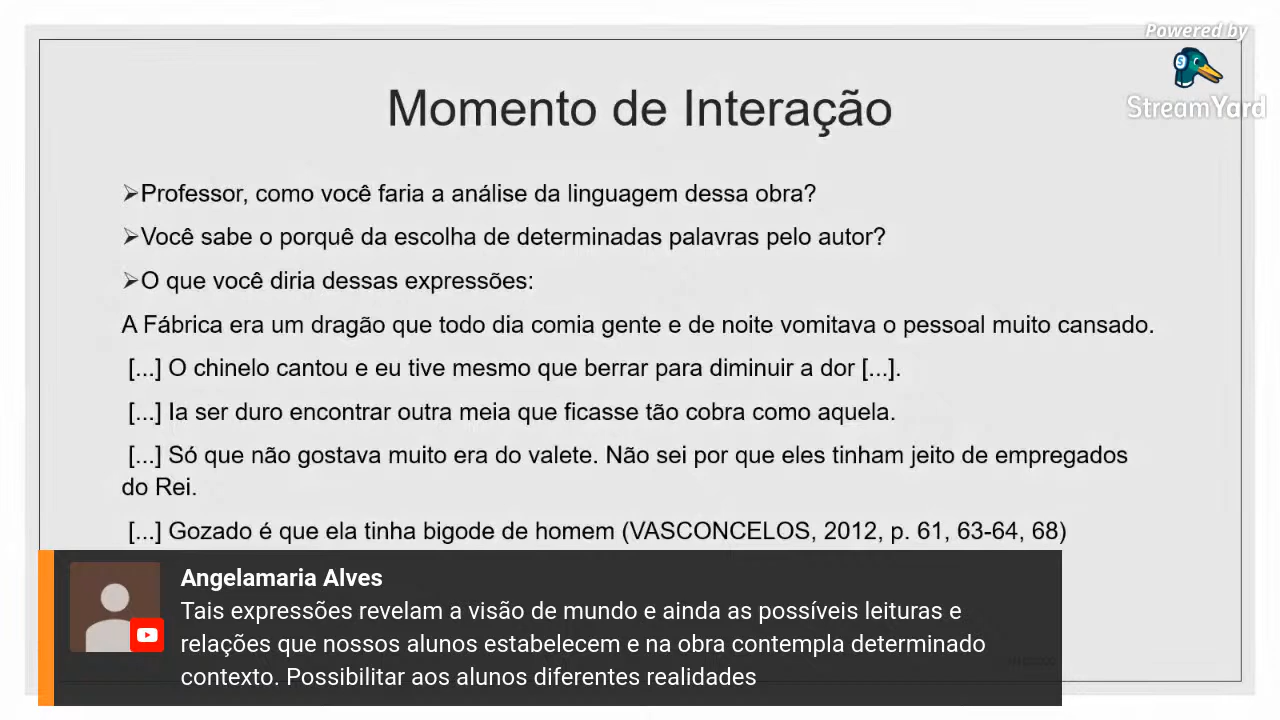 Powered by
StreamYard
Momento de Interação
➢Professor, como você faria a análise da linguagem dessa obra?
➢Você sabe o porquê da escolha de determinadas palavras pelo autor?
➢O que você diria dessas expressões:
A Fábrica era um dragão que todo dia comia gente e de noite vomitava o pessoal muito cansado.
[...] O chinelo cantou e eu tive mesmo que berrar para diminuir a dor [...].
[...] Ia ser duro encontrar outra meia que ficasse tão cobra como aquela.
[...] Só que não gostava muito era do valete. Não sei por que eles tinham jeito de empregados
do Rei.
[...] Gozado é que ela tinha bigode de homem (VASCONCELOS, 2012, p. 61, 63-64, 68)
Angelamaria Alves
Tais expressões revelam a visão de mundo e ainda as possíveis leituras e
relações que nossos alunos estabelecem e na obra contempla determinado
contexto. Possibilitar aos alunos diferentes realidades